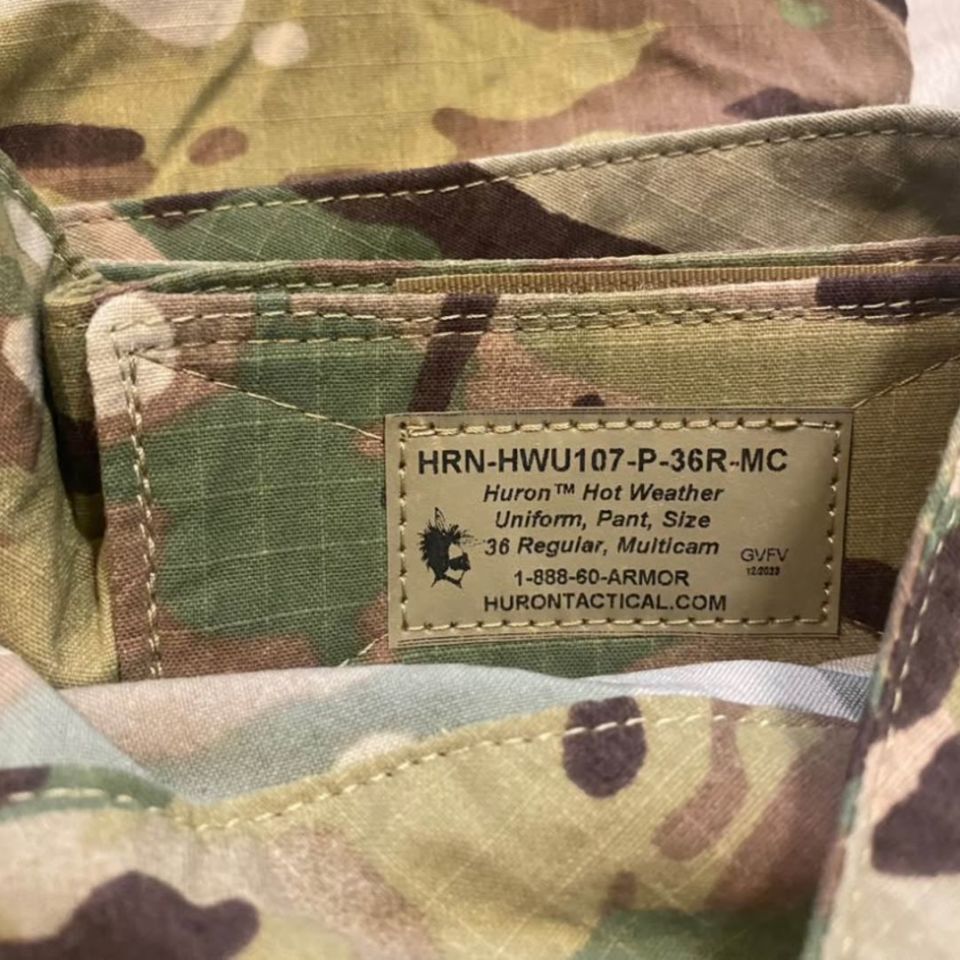 HRN-HWU107-P-36R-MC
Huron™ Hot Weather
Uniform, Pant, Size
36 Regular, Multicam
GVFV
12/2023
1-888-60-ARMOR
HURONTACTICAL.COM